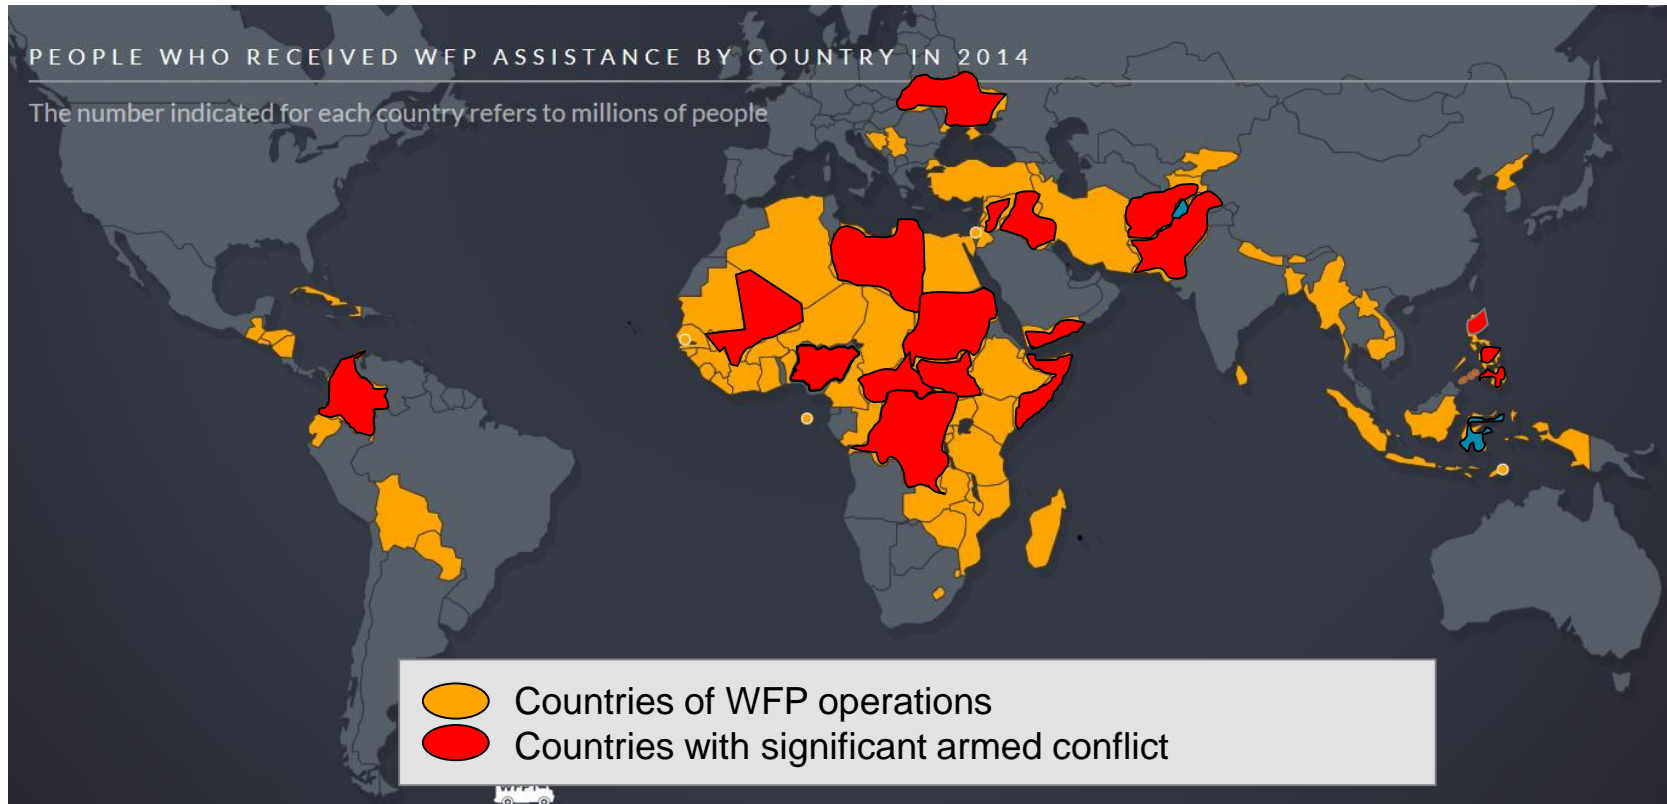 PEOPLE WHO RECEIVED WFP ASSISTANCE BY COUNTRY IN 2014
The number indicated for each country refers to millions of people
Countries of WFP operations
Countries with significant armed conflict